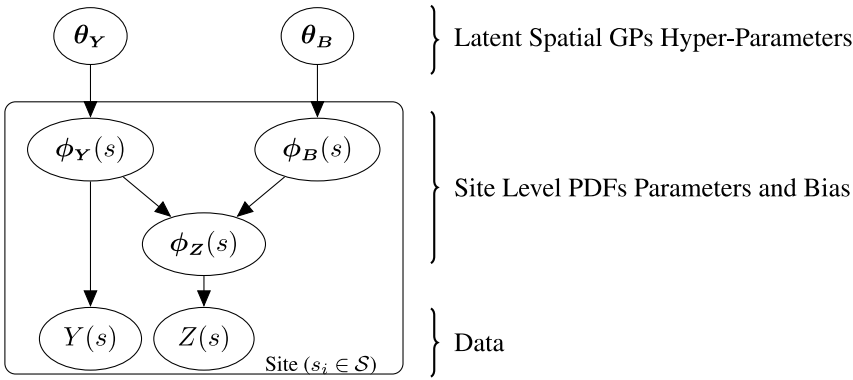 θ_Y θ_B Latent Spatial GPs Hyper-Parameters
ϕ_Y(s) ϕ_B(s)
Site Level PDFs Parameters and Bias
ϕ_Z(s)
Y(s) Z(s) Data
Site (s_i ∈ 𝒮)